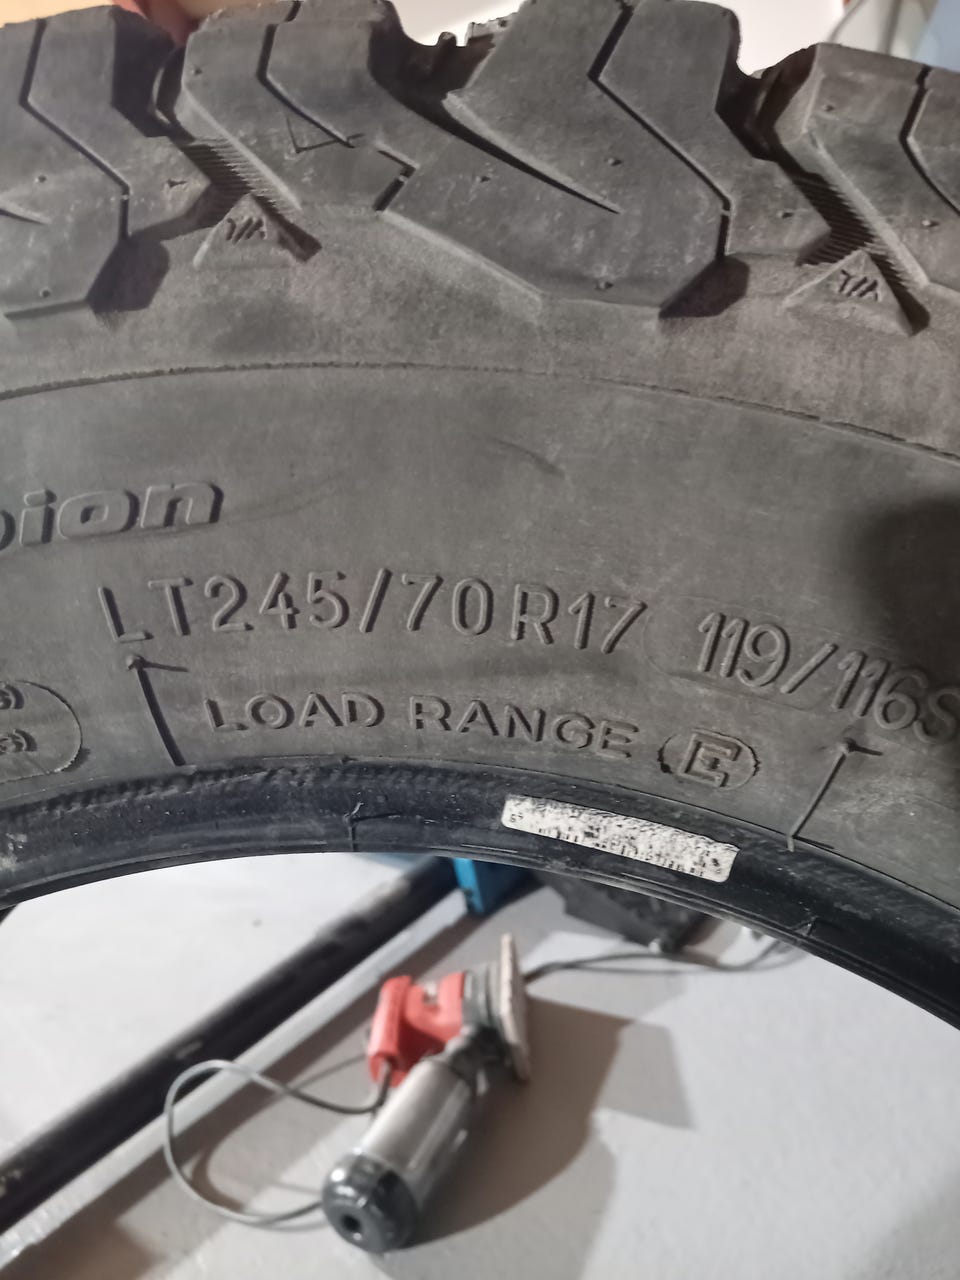 pion
LT245/70R17 119/116S
LOAD RANGE E